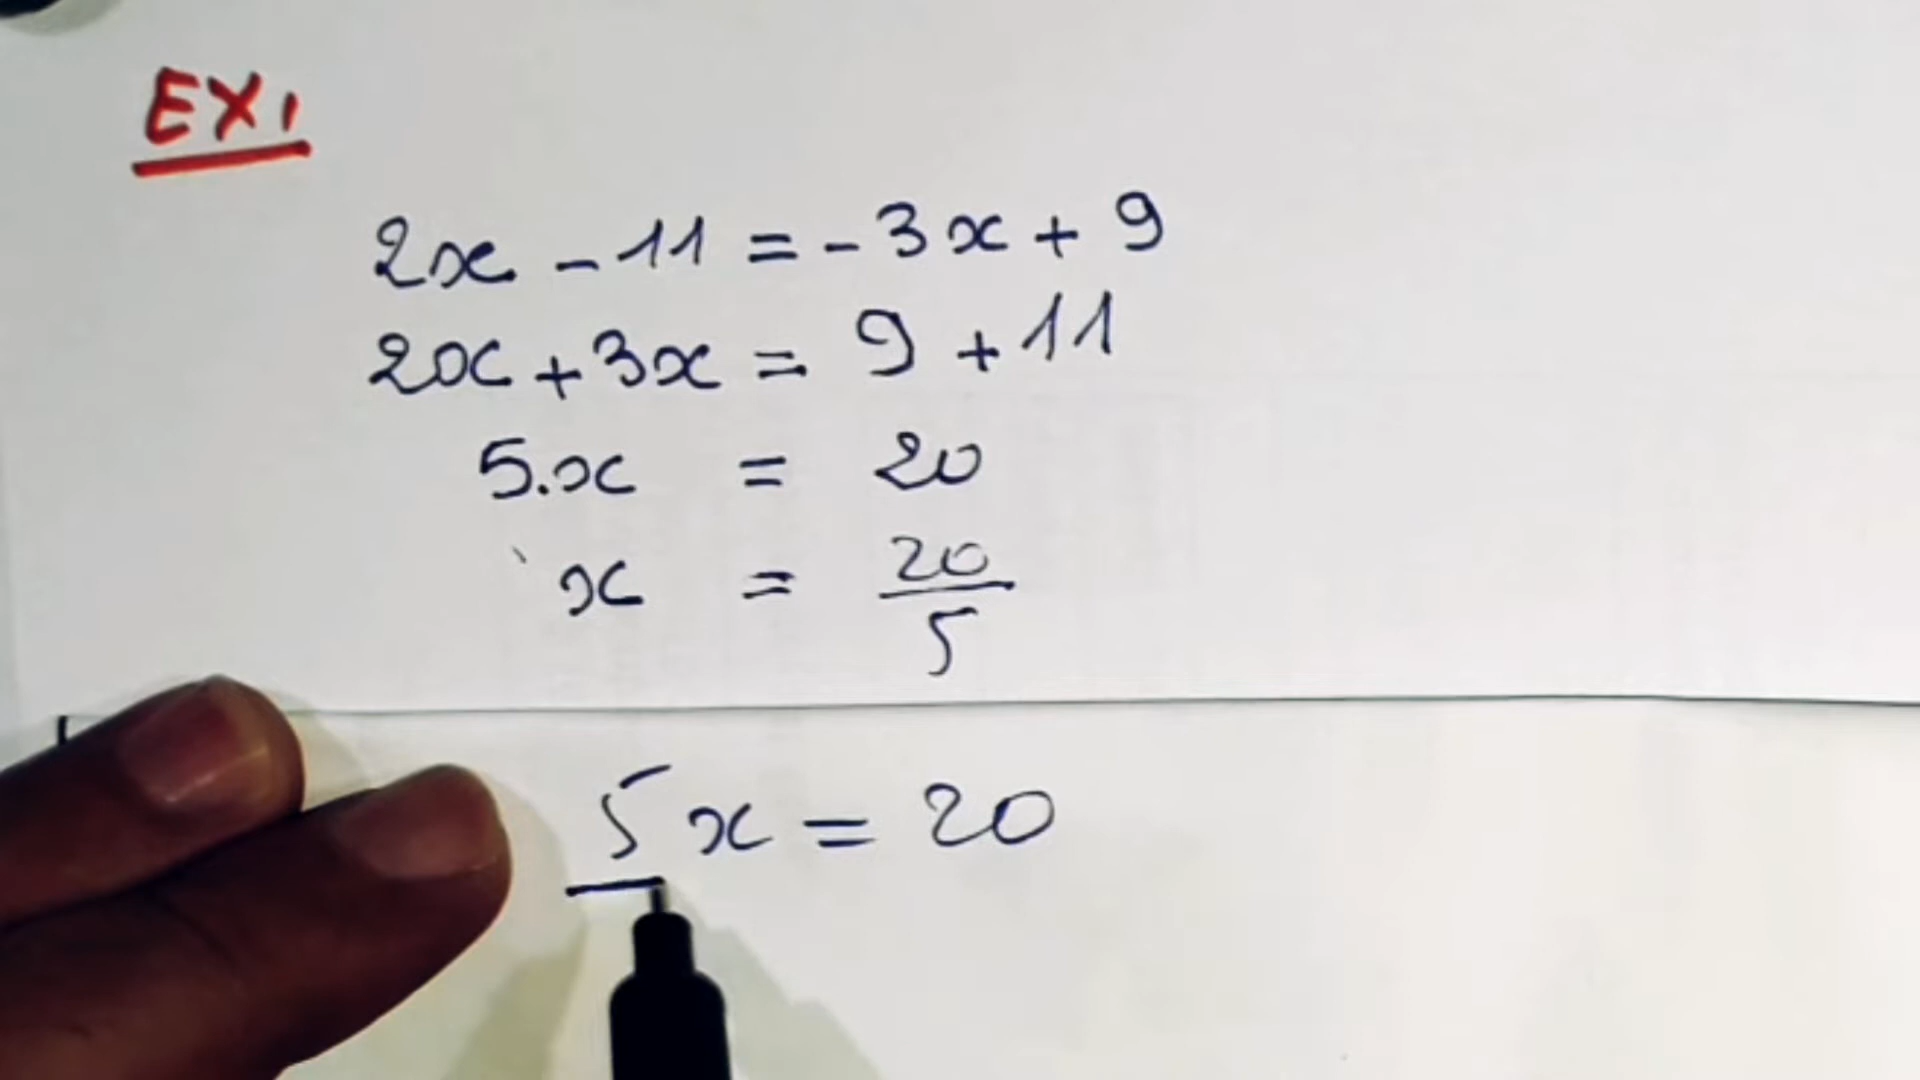 EX1
2x - 11 = -3x + 9
2x + 3x = 9 + 11
5.x = 20
x = 20/5
5x = 20